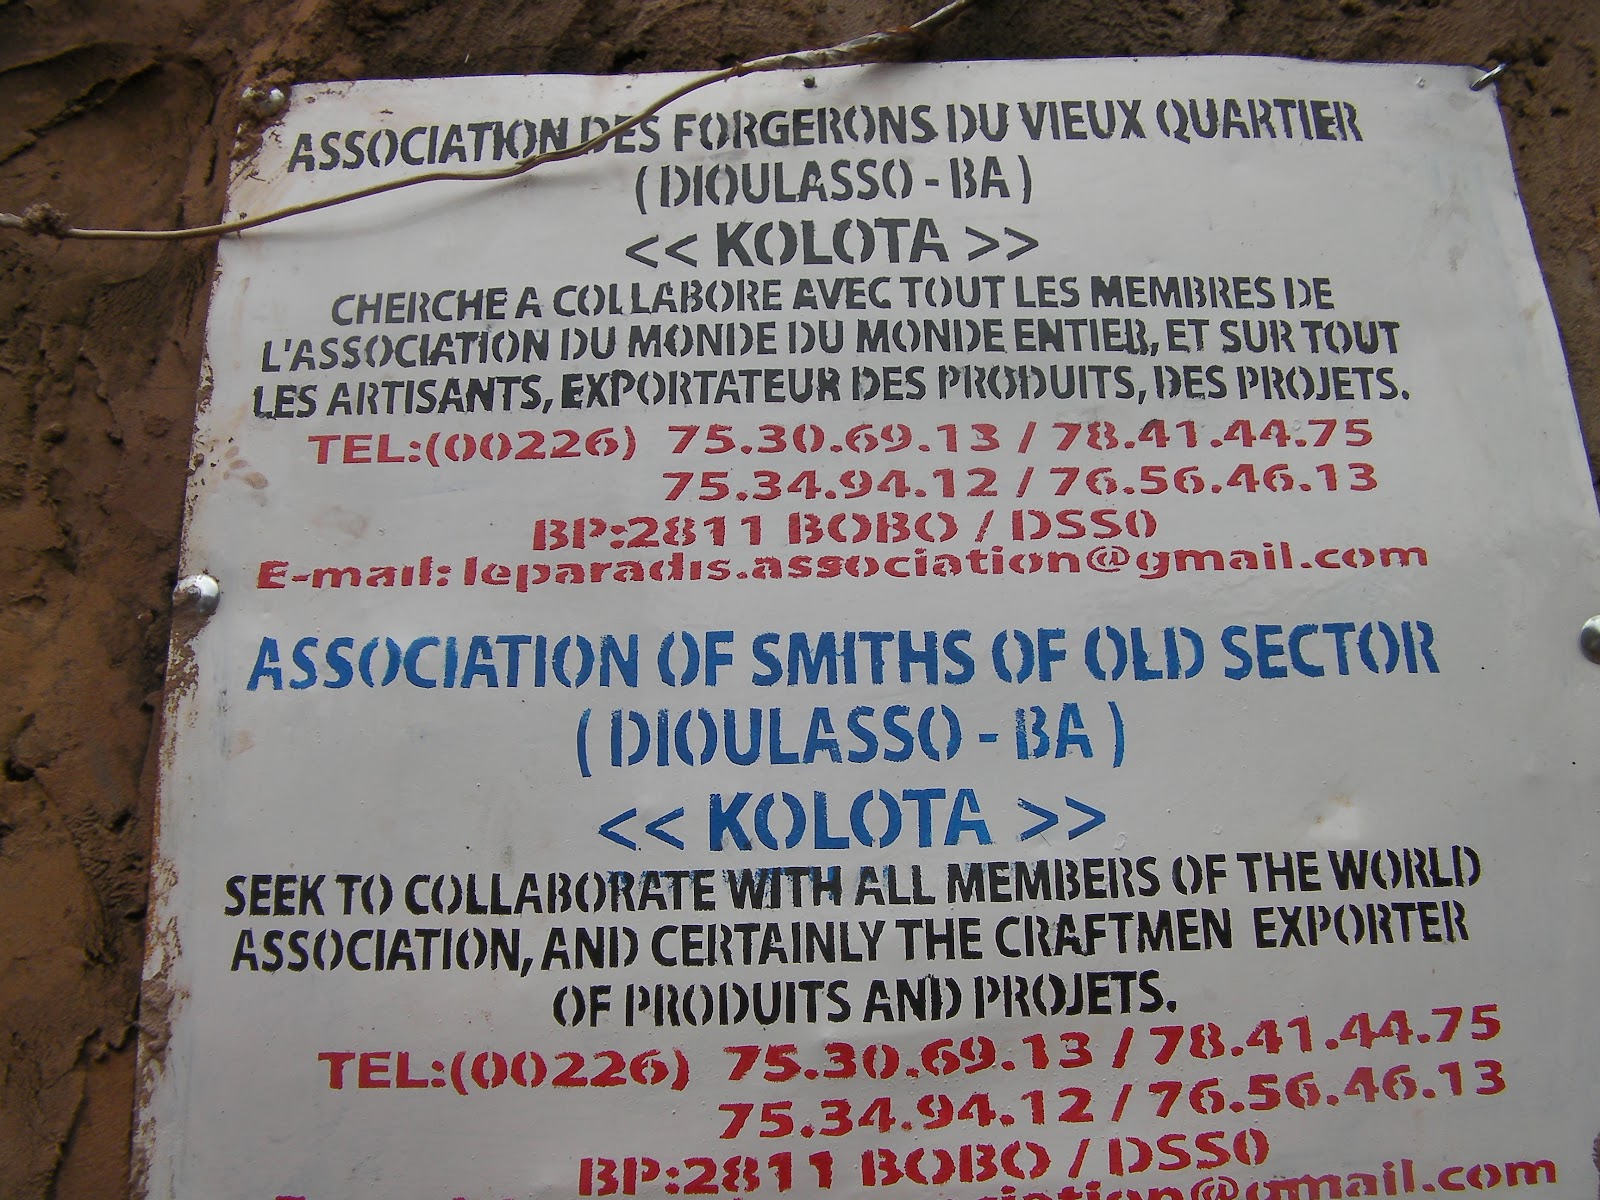 ASSOCIATION DES FORGERONS DU VIEUX QUARTIER
( DIOULASSO - BA )
<< KOLOTA >>
CHERCHE A COLLABORE AVEC TOUT LES MEMBRES DE
L'ASSOCIATION DU MONDE DU MONDE ENTIER, ET SUR TOUT
LES ARTISANTS, EXPORTATEUR DES PRODUITS, DES PROJETS.
TEL:(00226) 75.30.69.13 / 78.41.44.75
75.34.94.12 / 76.56.46.13
BP:2811 BOBO / DSSO
E-mail: leparadis.association@gmail.com
ASSOCIATION OF SMITHS OF OLD SECTOR
( DIOULASSO - BA )
<< KOLOTA >>
SEEK TO COLLABORATE WITH ALL MEMBERS OF THE WORLD
ASSOCIATION, AND CERTAINLY THE CRAFTMEN EXPORTER
OF PRODUITS AND PROJETS.
TEL:(00226) 75.30.69.13 / 78.41.44.75
75.34.94.12 / 76.56.46.13
BP:2811 BOBO / DSSO
@gmail.com